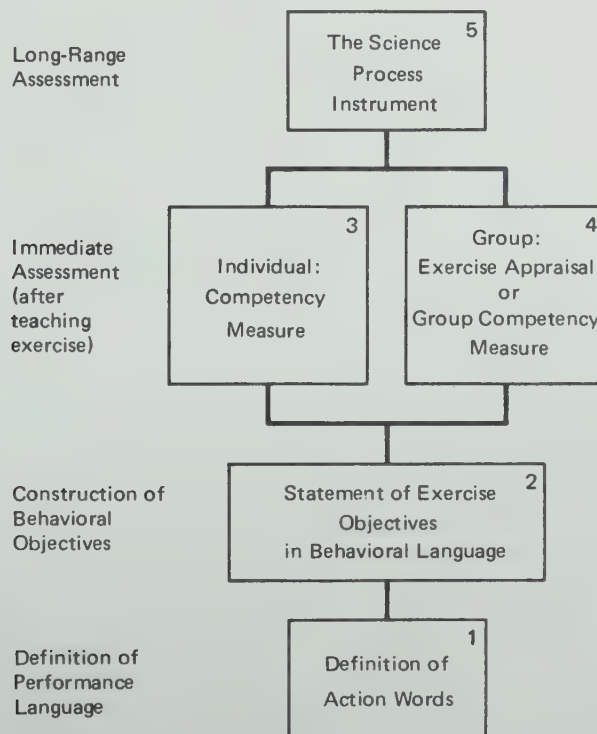 Long-Range
Assessment
5
The Science
Process
Instrument
Immediate
Assessment
(after
teaching
exercise)
3
Individual:
Competency
Measure
4
Group:
Exercise Appraisal
or
Group Competency
Measure
Construction of
Behavioral
Objectives
2
Statement of Exercise
Objectives
in Behavioral Language
Definition of
Performance
Language
1
Definition of
Action Words